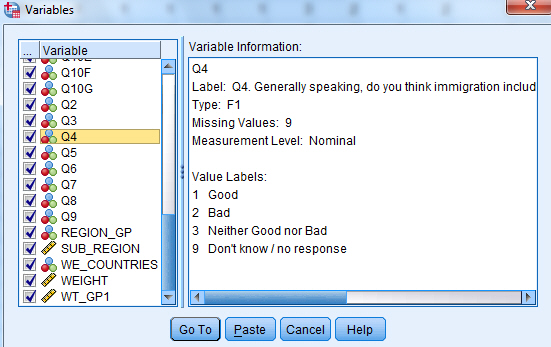 Variables
... Variable
Q10E
Q10F
Q10G
Q2
Q3
Q4
Q5
Q6
Q7
Q8
Q9
REGION_GP
SUB_REGION
WE_COUNTRIES
WEIGHT
WT_GP1
Variable Information:
Q4
Label: Q4. Generally speaking, do you think immigration includ
Type: F1
Missing Values: 9
Measurement Level: Nominal
Value Labels:
1 Good
2 Bad
3 Neither Good nor Bad
9 Don't know / no response
Go To Paste Cancel Help